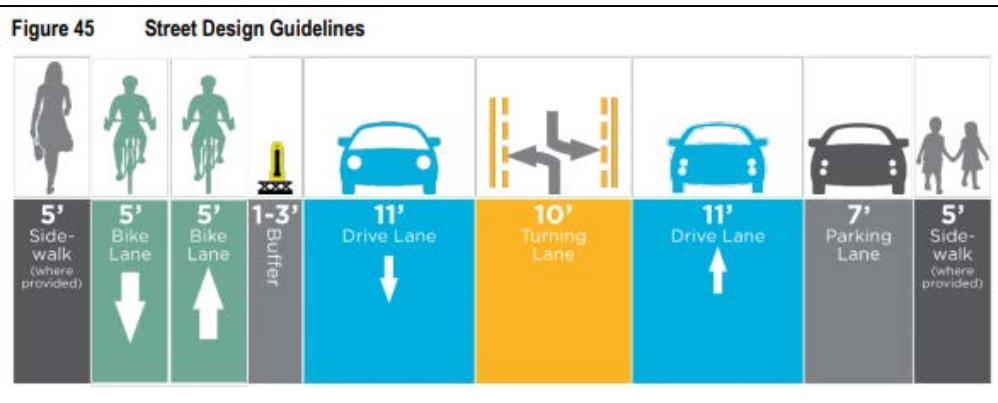 Figure 45 Street Design Guidelines
5’
Side-
walk
(where
provided)
5’
Bike
Lane
5’
Bike
Lane
1-3’
Buffer
11’
Drive Lane
10’
Turning
Lane
11’
Drive Lane
7’
Parking
Lane
5’
Side-
walk
(where
provided)